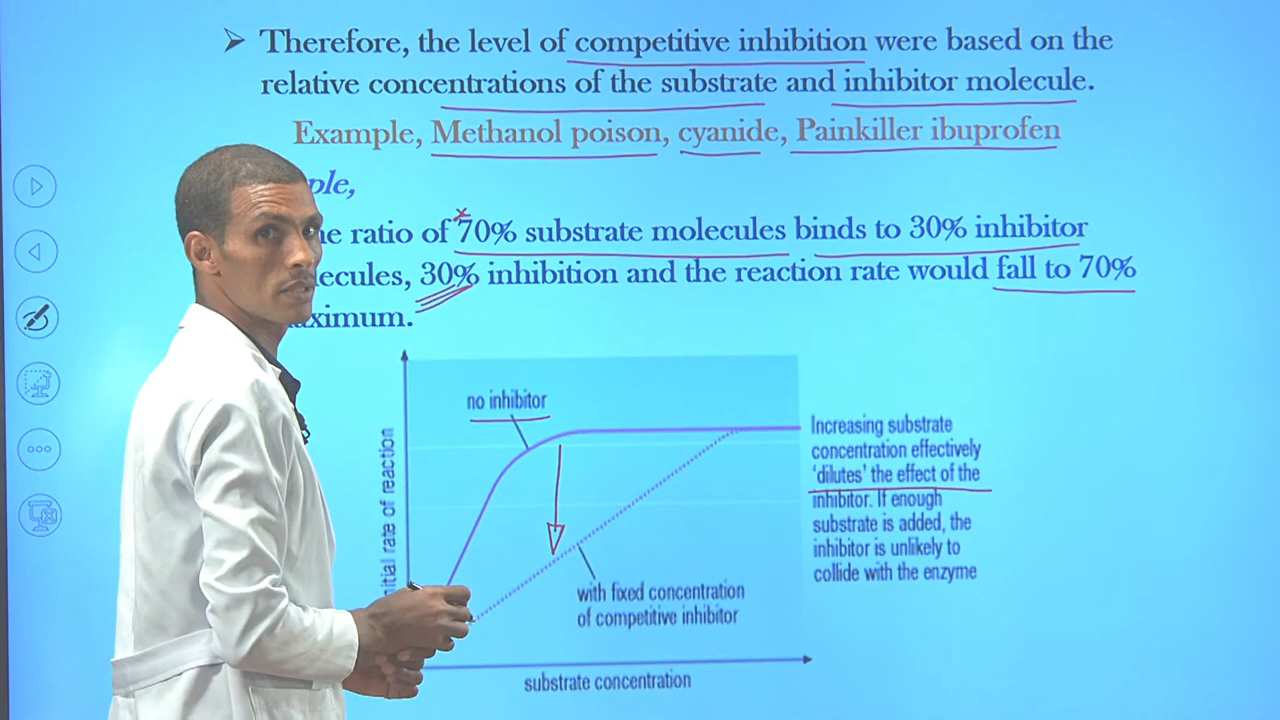 Therefore, the level of competitive inhibition were based on the
relative concentrations of the substrate and inhibitor molecule.
Example, Methanol poison, cyanide, Painkiller ibuprofen
ple,
he ratio of 70% substrate molecules binds to 30% inhibitor
ecules, 30% inhibition and the reaction rate would fall to 70%
ximum.
no inhibitor
itial rate of reaction
with fixed concentration
of competitive inhibitor
substrate concentration
Increasing substrate
concentration effectively
'dilutes' the effect of the
inhibitor. If enough
substrate is added, the
inhibitor is unlikely to
collide with the enzyme